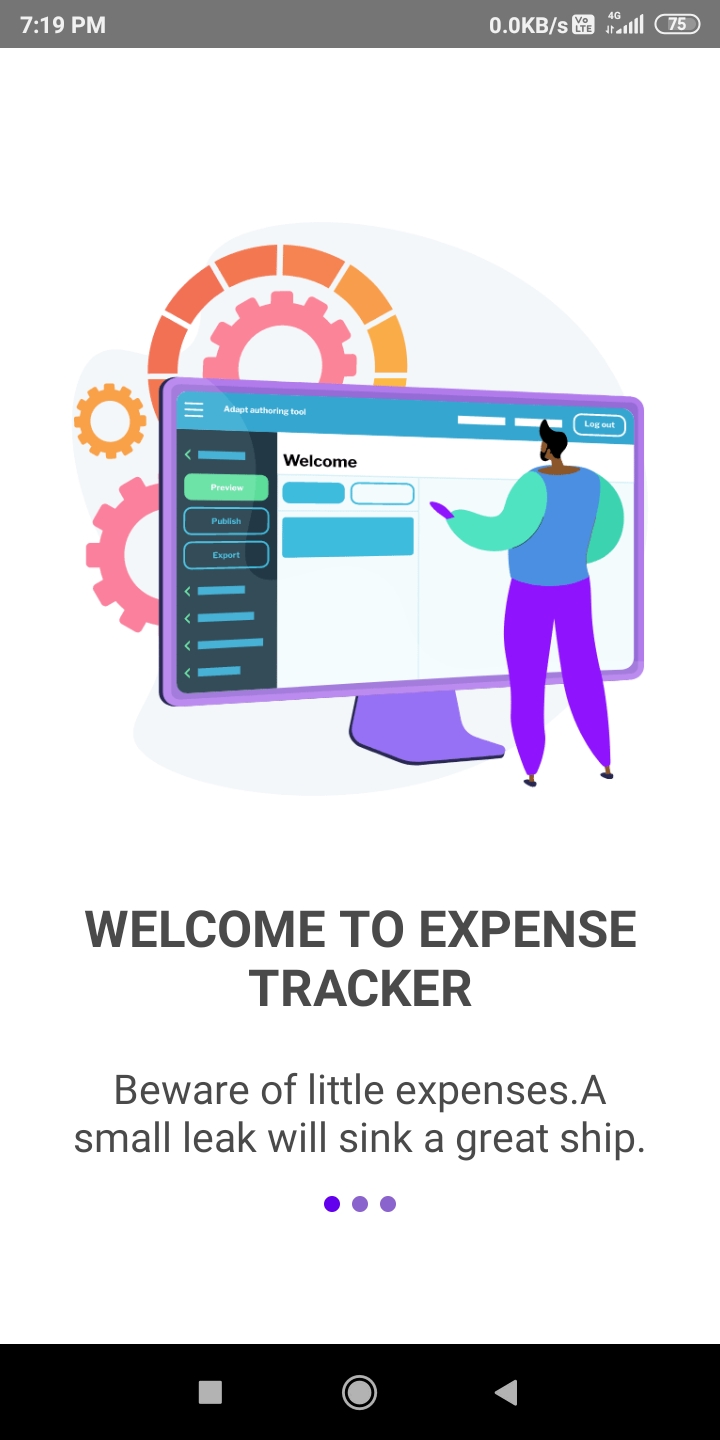 7:19 PM 0.0KB/s Vo LTE 4G 75
Adapt authoring tool
Log out
Welcome
Preview
Publish
Export
WELCOME TO EXPENSE
TRACKER
Beware of little expenses.A
small leak will sink a great ship.